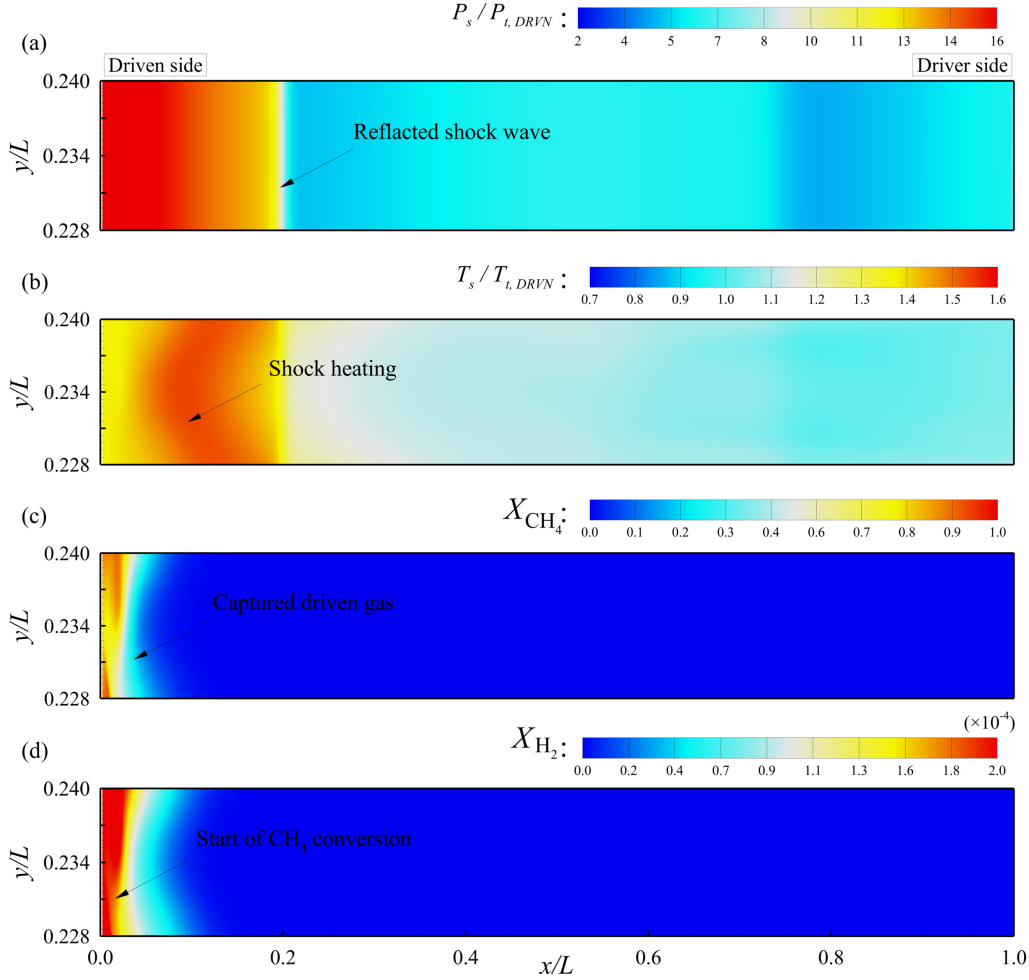 P_s / P_t, DRVN :
2 4 5 7 8 10 11 13 14 16
(a)
Driven side
Driver side
0.240
0.234
0.228
y/L
Reflacted shock wave
T_s / T_t, DRVN :
0.7 0.8 0.9 1.0 1.1 1.2 1.3 1.4 1.5 1.6
(b)
0.240
0.234
0.228
y/L
Shock heating
X_CH4 :
0.0 0.1 0.2 0.3 0.4 0.6 0.7 0.8 0.9 1.0
(c)
0.240
0.234
0.228
y/L
Captured driven gas
(×10⁻⁴)
X_H2 :
0.0 0.2 0.4 0.7 0.9 1.1 1.3 1.6 1.8 2.0
(d)
0.240
0.234
0.228
y/L
Start of CH₄ conversion
0.0 0.2 0.4 0.6 0.8 1.0
x/L